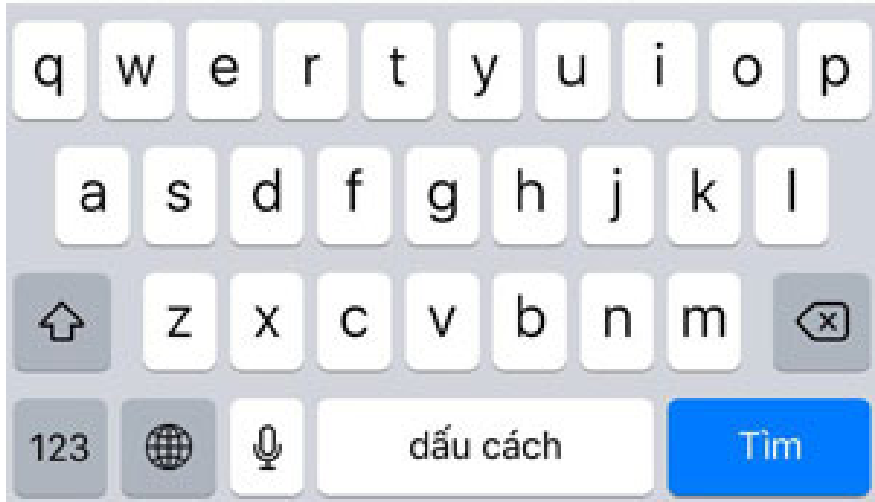 q w e r t y u i o p
a s d f g h j k l
z x c v b n m
123 dấu cách Tìm